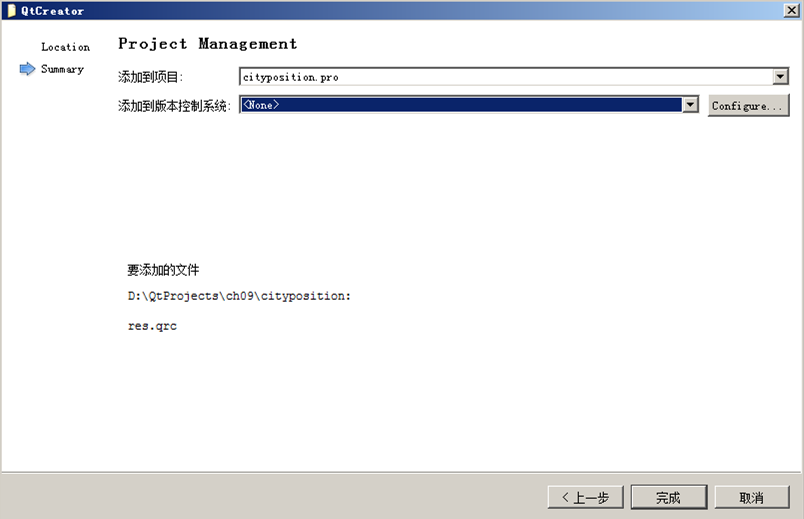 QtCreator
Location
Summary
Project Management
添加到项目:
cityposition.pro
添加到版本控制系统:
<None>
Configure...
要添加的文件
D:\QtProjects\ch09\cityposition:
res.qrc
< 上一步
完成
取消